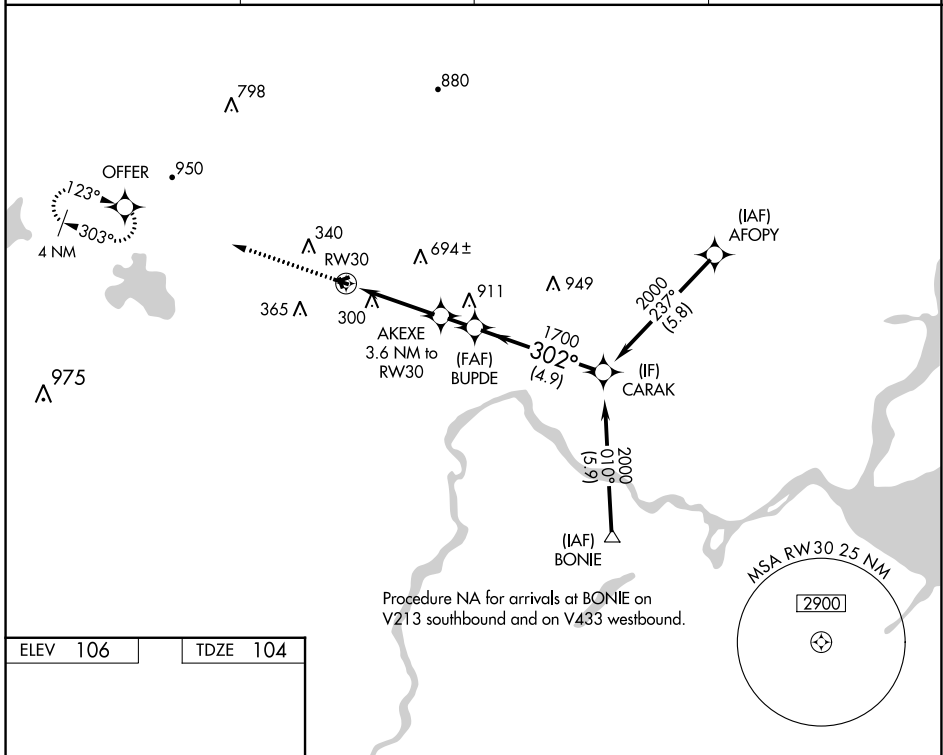 798
880
950
OFFER
123°
303°
4 NM
340
RW30
694±
365
300
911
949
AKEXE
3.6 NM to
RW30
(FAF)
BUPDE
1700
302°
(4.9)
(IF)
CARAK
(IAF)
AFOPY
2000
237°
(5.8)
975
2000
010°
(5.9)
(IAF)
BONIE
Procedure NA for arrivals at BONIE on
V213 southbound and on V433 westbound.
MSA RW30 25 NM
2900
ELEV 106
TDZE 104